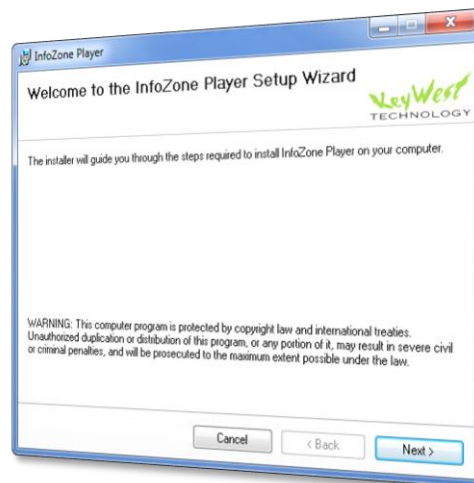 InfoZone Player
Welcome to the InfoZone Player Setup Wizard
KeyWest
TECHNOLOGY
The installer will guide you through the steps required to install InfoZone Player on your computer.
WARNING: This computer program is protected by copyright law and international treaties.
Unauthorized duplication or distribution of this program, or any portion of it, may result in severe civil
or criminal penalties, and will be prosecuted to the maximum extent possible under the law.
Cancel
< Back
Next >